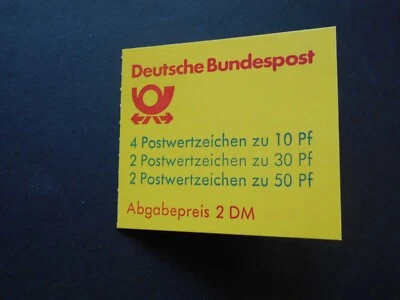 Deutsche Bundespost
4 Postwertzeichen zu 10 Pf
2 Postwertzeichen zu 30 Pf
2 Postwertzeichen zu 50 Pf
Abgabepreis 2 DM